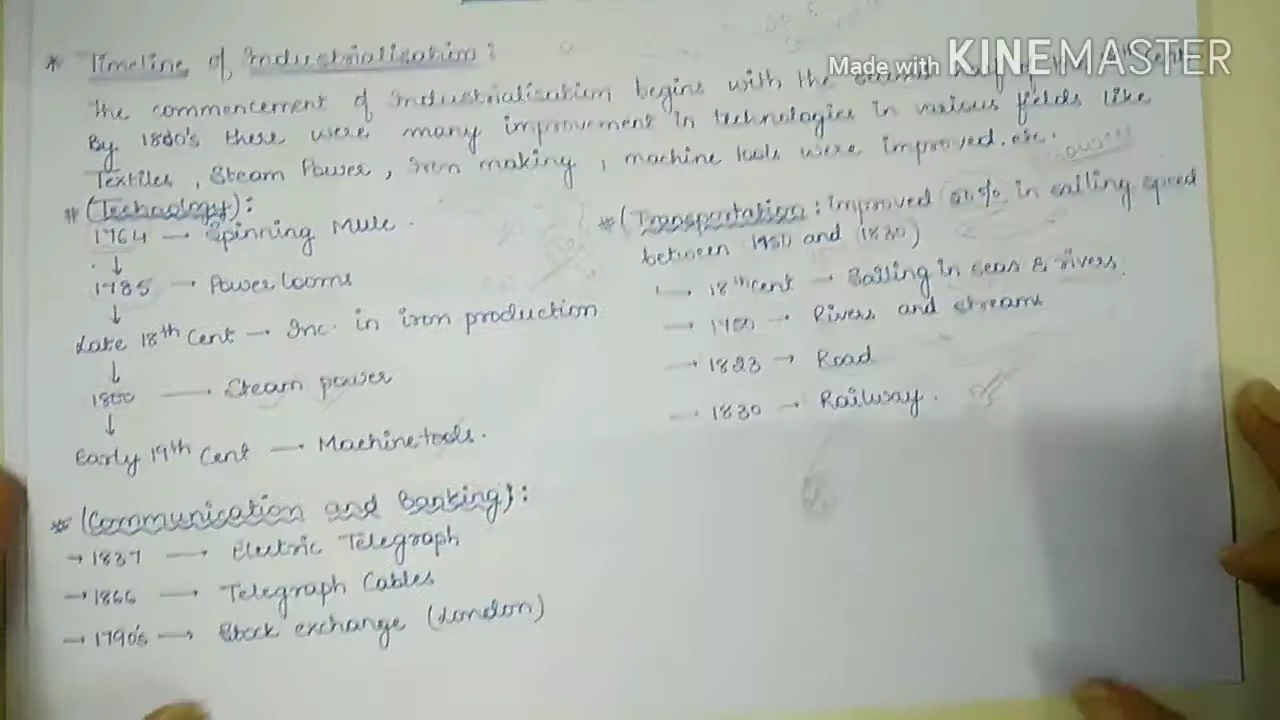 Made with KINEMASTER
* Timeline of Industrialisation:
The commencement of Industrialisation begins with the
By 1800's there were many improvement in technologies in various fields like
Textiles, Steam Power, Iron making, machine tools were improved. etc.
* (Technology):
1764 → Spinning Mule.
↓
1785 → Power looms
↓
Late 18th Cent → Inc. in iron production
↓
1800 → Steam power
↓
Early 19th Cent → Machine tools.
* (Transportation: Improved in sailing speed
between and 1830)
→ 18th cent → Sailing in seas & rivers.
→ → Rivers and streams
→ 1823 → Road
→ 1830 → Railway.
* (Communication and Banking):
→ 1837 → Electric Telegraph
→ 1866 → Telegraph Cables
→ 1790's → Stock exchange (London)